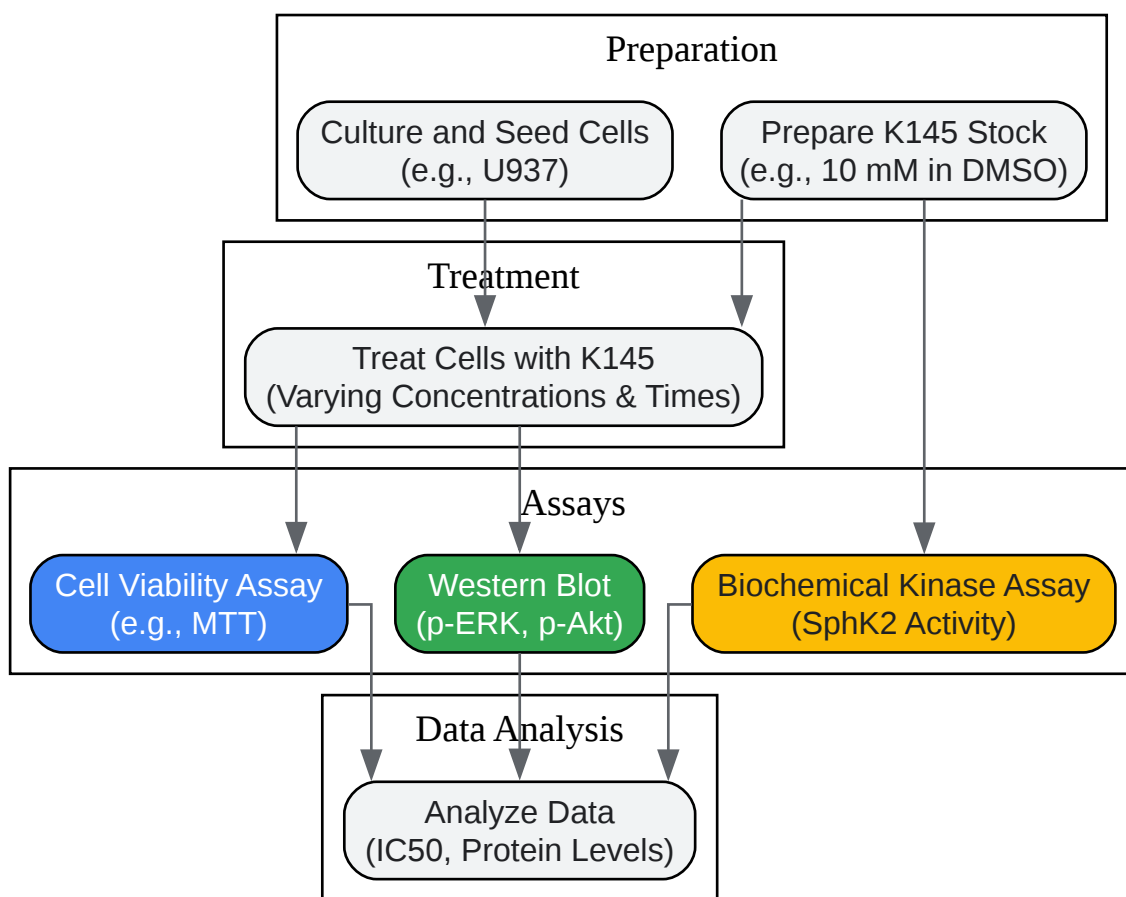 Preparation
Culture and Seed Cells
(e.g., U937)
Prepare K145 Stock
(e.g., 10 mM in DMSO)
Treatment
Treat Cells with K145
(Varying Concentrations & Times)
Assays
Cell Viability Assay
(e.g., MTT)
Western Blot
(p-ERK, p-Akt)
Biochemical Kinase Assay
(SphK2 Activity)
Data Analysis
Analyze Data
(IC50, Protein Levels)